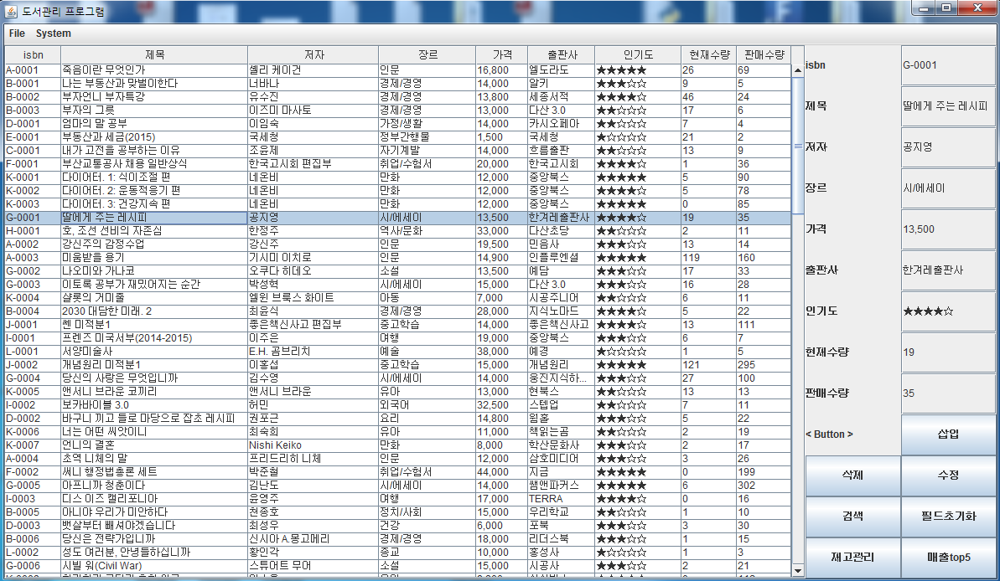 도서관리 프로그램
File System
isbn 제목 저자 장르 가격 출판사 인기도 현재수량 판매수량
A-0001 죽음이란 무엇인가 셸리 케이건 인문 16,800 엘도라도 ★★★★★ 26 69
B-0001 나는 부동산과 맞벌이한다 너바나 경제/경영 14,000 알키 ★★★☆☆ 9 5
B-0002 부자언니 부자특강 유수진 경제/경영 13,800 세종서적 ★★★★☆ 46 24
B-0003 부자의 그릇 이즈미 마사토 경제/경영 13,000 다산 3.0 ★★☆☆☆ 17 6
D-0001 엄마의 말 공부 이임숙 가정/생활 14,000 카시오페아 ★★☆☆☆ 7 4
E-0001 부동산과 세금(2015) 국세청 정부간행물 1,500 국세청 ★☆☆☆☆ 21 2
C-0001 내가 고전을 공부하는 이유 조윤제 자기계발 14,000 흐름출판 ★★☆☆☆ 13 9
F-0001 부산교통공사 채용 일반상식 한국고시회 편집부 취업/수험서 20,000 한국고시회 ★★★★☆ 1 36
K-0001 다이어터. 1: 식이조절 편 네온비 만화 12,000 중앙북스 ★★★★★ 5 90
K-0002 다이어터. 2: 운동적응기 편 네온비 만화 12,000 중앙북스 ★★★★☆ 5 78
K-0003 다이어터. 3: 건강지속 편 네온비 만화 12,000 중앙북스 ★★★★★ 0 85
G-0001 딸에게 주는 레시피 공지영 시/에세이 13,500 한겨레출판사 ★★★★☆ 19 35
H-0001 호, 조선 선비의 자존심 한정주 역사/문화 33,000 다산초당 ★★☆☆☆ 2 11
A-0002 강신주의 감정수업 강신주 인문 19,500 민음사 ★★★☆☆ 13 14
A-0003 미움받을 용기 기시미 이치로 인문 14,900 인플루엔셜 ★★★★★ 119 160
G-0002 나오미와 가나코 오쿠다 히데오 소설 13,500 예담 ★★★☆☆ 17 33
G-0003 이토록 공부가 재밌어지는 순간 박성혁 시/에세이 15,000 다산 3.0 ★★★☆☆ 16 28
K-0004 샬롯의 거미줄 엘윈 브룩스 화이트 아동 7,000 시공주니어 ★★★☆☆ 6 11
B-0004 2030 대담한 미래. 2 최윤식 경제/경영 28,000 지식노마드 ★★★★☆ 5 22
J-0001 쎈 미적분1 좋은책신사고 편집부 중고학습 14,000 좋은책신사고 ★★★★☆ 13 111
I-0001 프렌즈 미국서부(2014-2015) 이주은 여행 19,000 중앙북스 ★★★☆☆ 6 7
L-0001 서양미술사 E.H. 곰브리치 예술 38,000 예경 ★☆☆☆☆ 1 5
J-0002 개념원리 미적분1 이홍섭 중고학습 15,000 개념원리 ★★★★★ 121 295
G-0004 당신의 사랑은 무엇입니까 김수영 시/에세이 14,000 웅진지식하... ★★★★☆ 27 100
K-0005 앤서니 브라운 코끼리 앤서니 브라운 유아 13,000 현북스 ★★☆☆☆ 13 13
I-0002 보카바이블 3.0 허민 외국어 32,500 스텝업 ★★☆☆☆ 7 11
D-0002 바구니 끼고 들로 마당으로 잡초 레시피 권포근 요리 14,800 월홀 ★★★☆☆ 5 22
K-0006 너는 어떤 씨앗이니 최숙희 유아 11,000 책읽는곰 ★★★☆☆ 2 19
K-0007 언니의 결혼 Nishi Keiko 만화 8,000 학산문화사 ★★★☆☆ 2 17
A-0004 초역 니체의 말 프리드리히 니체 인문 12,000 삼호미디어 ★★★★☆ 3 26
F-0002 써니 행정법총론 세트 박준철 취업/수험서 44,000 지금 ★★★★★ 0 199
G-0005 아프니까 청춘이다 김난도 시/에세이 14,000 쌤앤파커스 ★★★★★ 6 302
I-0003 디스 이즈 캘리포니아 윤영주 여행 17,000 TERRA ★★★★☆ 0 16
B-0005 아니야 우리가 미안하다 천종호 정치/사회 15,000 우리학교 ★★☆☆☆ 1 10
D-0003 뱃살부터 빼셔야겠습니다 최성우 건강 6,000 포북 ★★★☆☆ 3 30
B-0006 당신은 전략가입니까 신시아 A.몽고메리 경제/경영 18,000 리더스북 ★★★☆☆ 1 15
L-0002 성도 여러분, 안녕들하십니까 황인각 종교 10,000 홍성사 ★☆☆☆☆ 1 3
G-0006 시빌 워(Civil War) 스튜어트 무어 소설 15,000 시공사 ★★★☆☆ 2 21
isbn G-0001
제목 딸에게 주는 레시피
저자 공지영
장르 시/에세이
가격 13,500
출판사 한겨레출판사
인기도 ★★★★☆
현재수량 19
판매수량 35
< Button > 삽입
삭제 수정
검색 필드초기화
재고관리 매출top5